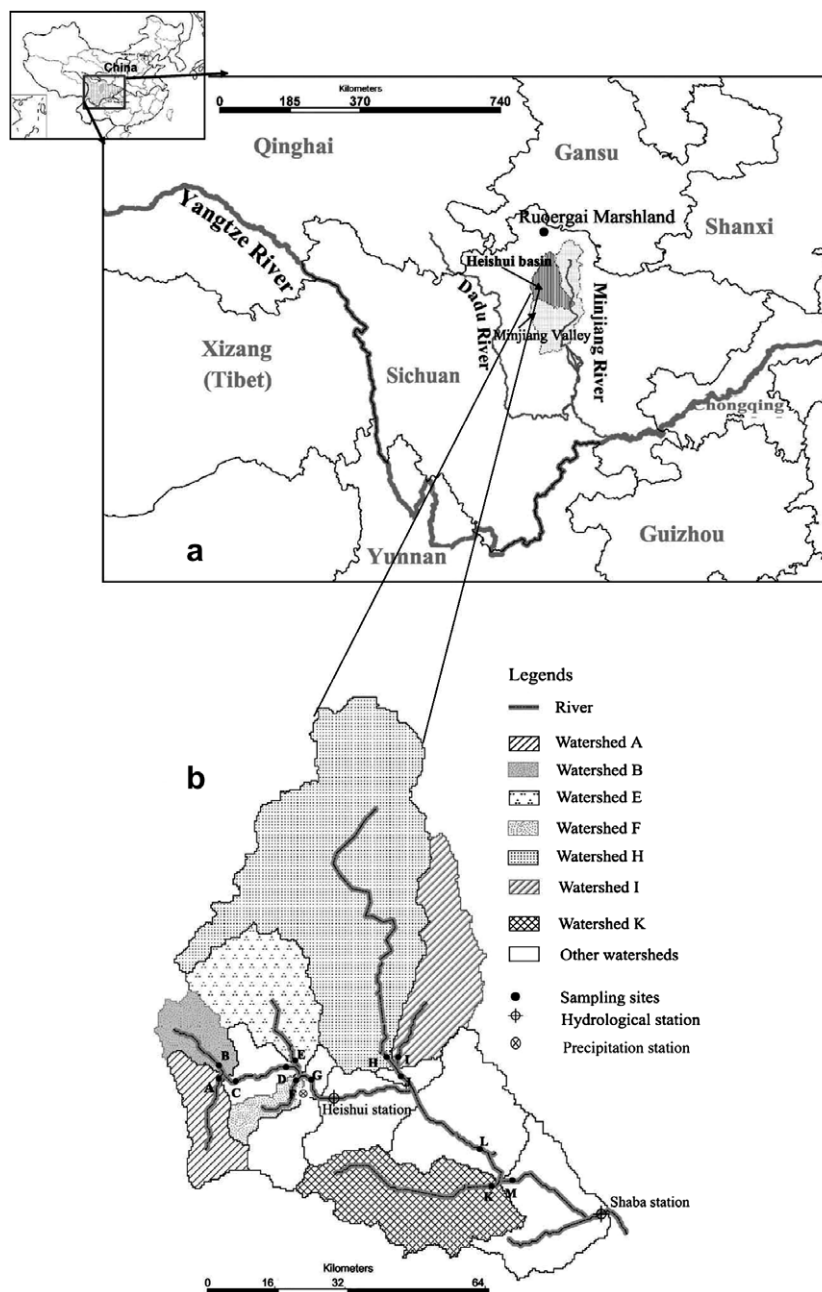 China
Kilometers
0 185 370 740
Qinghai
Gansu
Ruoergai Marshland
Shanxi
Yangtze River
Heishui basin
Dadu River
Minjiang River
Minjiang Valley
Xizang
(Tibet)
Sichuan
Chongqing
Guizhou
a
Yunnan
Legends
River
b
Watershed A
Watershed B
Watershed E
Watershed F
Watershed H
Watershed I
Watershed K
Other watersheds
Sampling sites
Hydrological station
Precipitation station
B
E
H
I
A
C
D
G
J
Heishui station
L
K
M
Shaba station
Kilometers
0 16 32 64